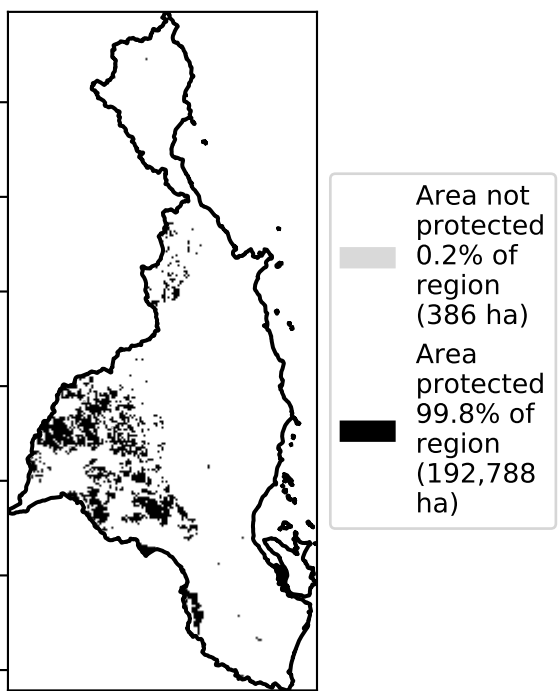 Area not
protected
0.2% of
region
(386 ha)
Area
protected
99.8% of
region
(192,788
ha)